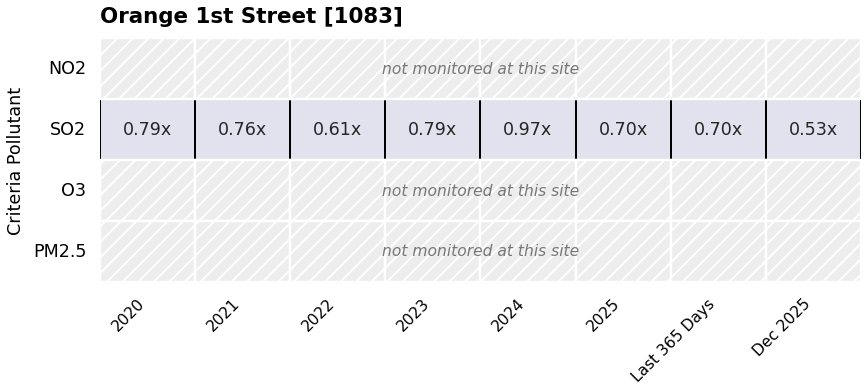 Orange 1st Street [1083]
Criteria Pollutant
NO2 not monitored at this site
SO2 0.79x 0.76x 0.61x 0.79x 0.97x 0.70x 0.70x 0.53x
O3 not monitored at this site
PM2.5 not monitored at this site
2020 2021 2022 2023 2024 2025 Last 365 Days Dec 2025